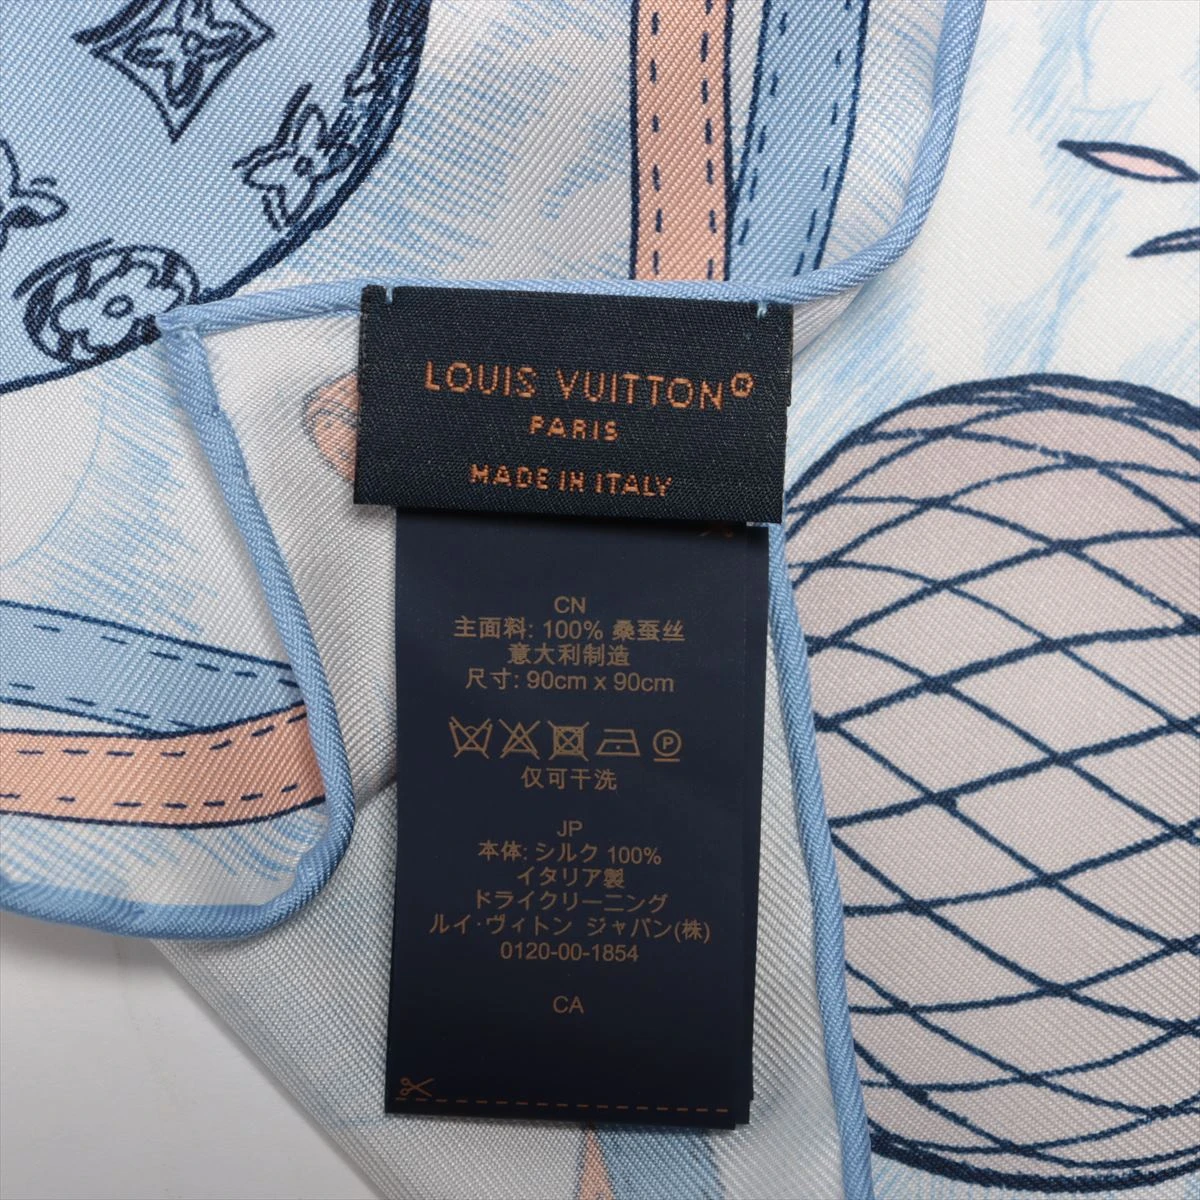 LOUIS VUITTON®
PARIS
MADE IN ITALY
CN
主面料: 100% 桑蚕丝
意大利制造
尺寸: 90cm x 90cm
P
仅可干洗
JP
本体: シルク 100%
イタリア製
ドライクリーニング
ルイ･ヴィトン ジャパン(株)
0120-00-1854
CA